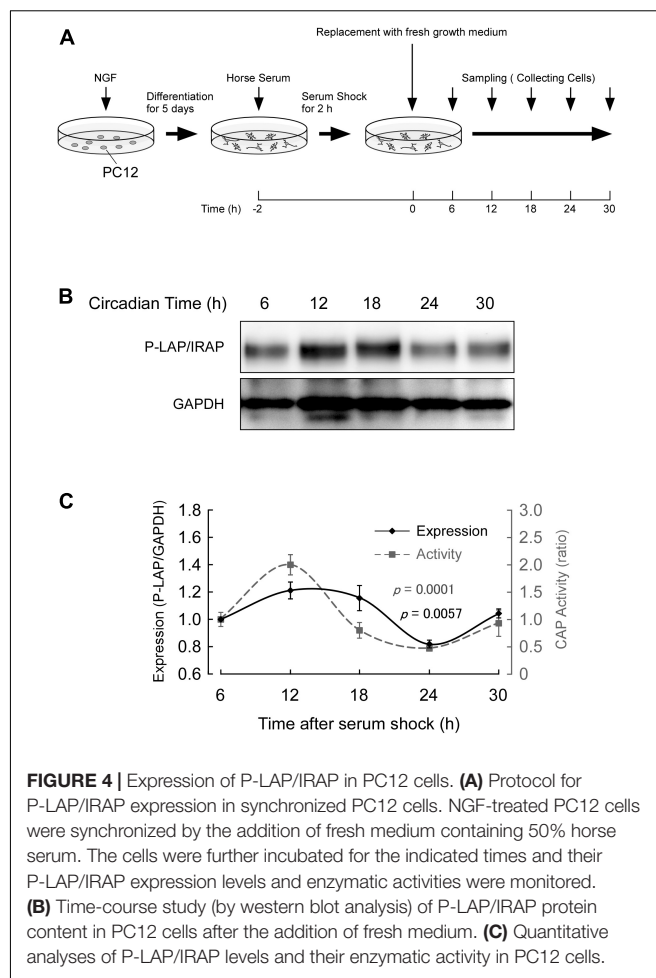 A
Replacement with fresh growth medium
NGF
Horse Serum
Sampling ( Collecting Cells)
Differentiation
for 5 days
Serum Shock
for 2 h
PC12
Time (h) -2 0 6 12 18 24 30
B
Circadian Time (h) 6 12 18 24 30
P-LAP/IRAP
GAPDH
C
Expression (P-LAP/GAPDH)
1.8
1.6
1.4
1.2
1.0
0.8
0.6
Expression
Activity
p = 0.0001
p = 0.0057
3.0
2.5
2.0
1.5
1.0
0.5
0
CAP Activity (ratio)
6 12 18 24 30
Time after serum shock (h)
FIGURE 4 | Expression of P-LAP/IRAP in PC12 cells. (A) Protocol for
P-LAP/IRAP expression in synchronized PC12 cells. NGF-treated PC12 cells
were synchronized by the addition of fresh medium containing 50% horse
serum. The cells were further incubated for the indicated times and their
P-LAP/IRAP expression levels and enzymatic activities were monitored.
(B) Time-course study (by western blot analysis) of P-LAP/IRAP protein
content in PC12 cells after the addition of fresh medium. (C) Quantitative
analyses of P-LAP/IRAP levels and their enzymatic activity in PC12 cells.